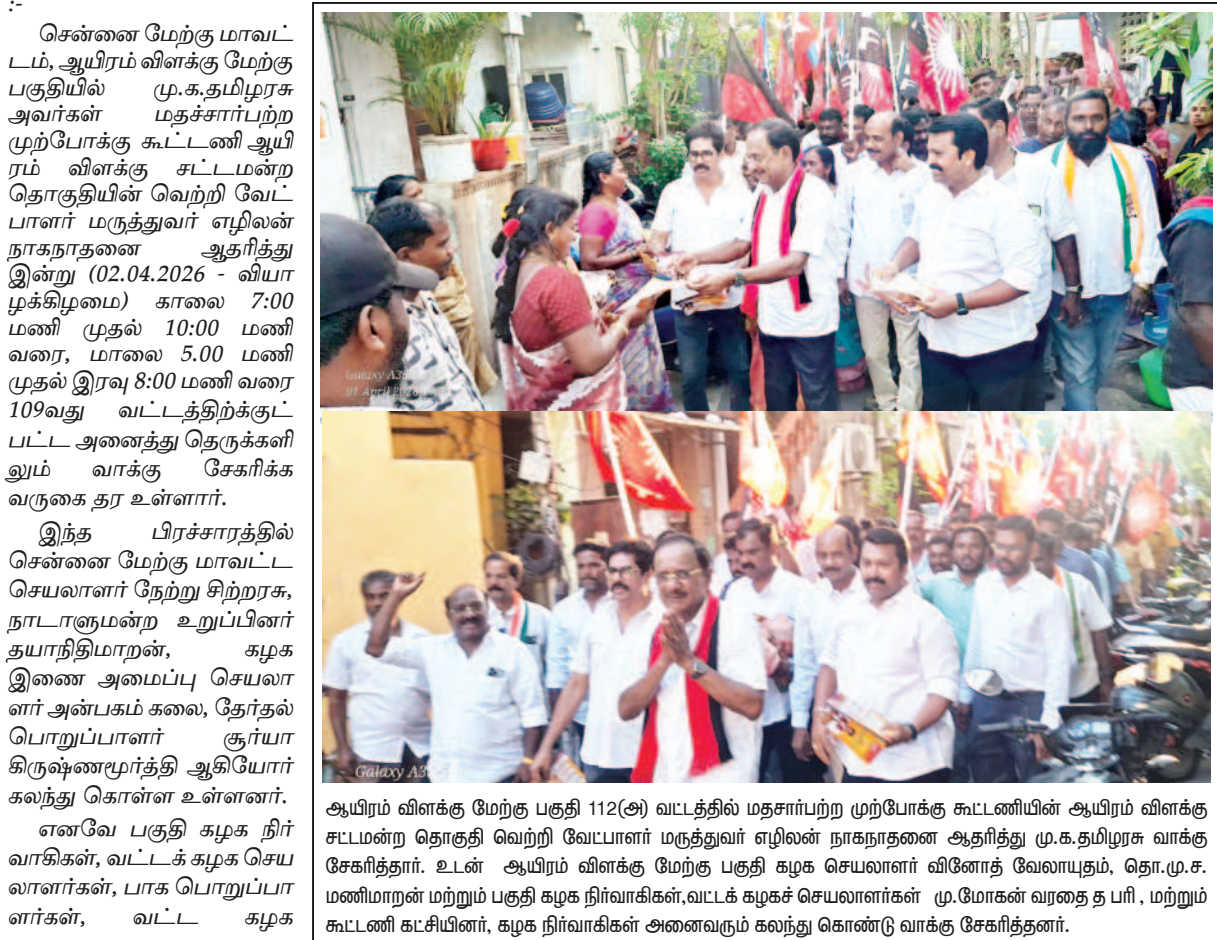 :-
சென்னை மேற்கு மாவட்
டம், ஆயிரம் விளக்கு மேற்கு
பகுதியில் மு.க.தமிழரசு
அவர்கள் மதச்சார்பற்ற
முற்போக்கு கூட்டணி ஆயி
ரம் விளக்கு சட்டமன்ற
தொகுதியின் வெற்றி வேட்
பாளர் மருத்துவர் எழிலன்
நாகநாதனை ஆதரித்து
இன்று (02.04.2026 - வியா
ழக்கிழமை) காலை 7:00
மணி முதல் 10:00 மணி
வரை, மாலை 5.00 மணி
முதல் இரவு 8:00 மணி வரை
109வது வட்டத்திற்க்குட்
பட்ட அனைத்து தெருக்களி
லும் வாக்கு சேகரிக்க
வருகை தர உள்ளார்.
இந்த பிரச்சாரத்தில்
சென்னை மேற்கு மாவட்ட
செயலாளர் நேற்று சிற்றரசு,
நாடாளுமன்ற உறுப்பினர்
தயாநிதிமாறன், கழக
இணை அமைப்பு செயலா
ளர் அன்பகம் கலை, தேர்தல்
பொறுப்பாளர் சூர்யா
கிருஷ்ணமூர்த்தி ஆகியோர்
கலந்து கொள்ள உள்ளனர்.
எனவே பகுதி கழக நிர்
வாகிகள், வட்டக் கழக செய
லாளர்கள், பாக பொறுப்பா
ளர்கள், வட்ட கழக
Galaxy A3
01 April 2026
Galaxy A3
ஆயிரம் விளக்கு மேற்கு பகுதி 112(அ) வட்டத்தில் மதசார்பற்ற முற்போக்கு கூட்டணியின் ஆயிரம் விளக்கு
சட்டமன்ற தொகுதி வெற்றி வேட்பாளர் மருத்துவர் எழிலன் நாகநாதனை ஆதரித்து மு.க.தமிழரசு வாக்கு
சேகரித்தார். உடன் ஆயிரம் விளக்கு மேற்கு பகுதி கழக செயலாளர் வினோத் வேலாயுதம், தொ.மு.ச.
மணிமாறன் மற்றும் பகுதி கழக நிர்வாகிகள்,வட்டக் கழகச் செயலாளர்கள் மு.மோகன் வரதை த பரி , மற்றும்
கூட்டணி கட்சியினர், கழக நிர்வாகிகள் அனைவரும் கலந்து கொண்டு வாக்கு சேகரித்தனர்.